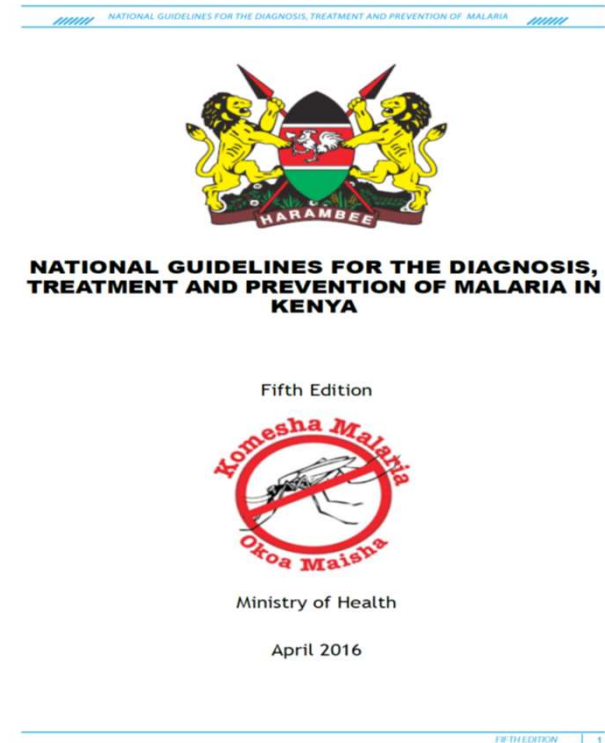 NATIONAL GUIDELINES FOR THE DIAGNOSIS, TREATMENT AND PREVENTION OF MALARIA
HARAMBEE
NATIONAL GUIDELINES FOR THE DIAGNOSIS,
TREATMENT AND PREVENTION OF MALARIA IN
KENYA
Fifth Edition
Komesha Malaria
Okoa Maisha
Ministry of Health
April 2016
FIFTH EDITION 1